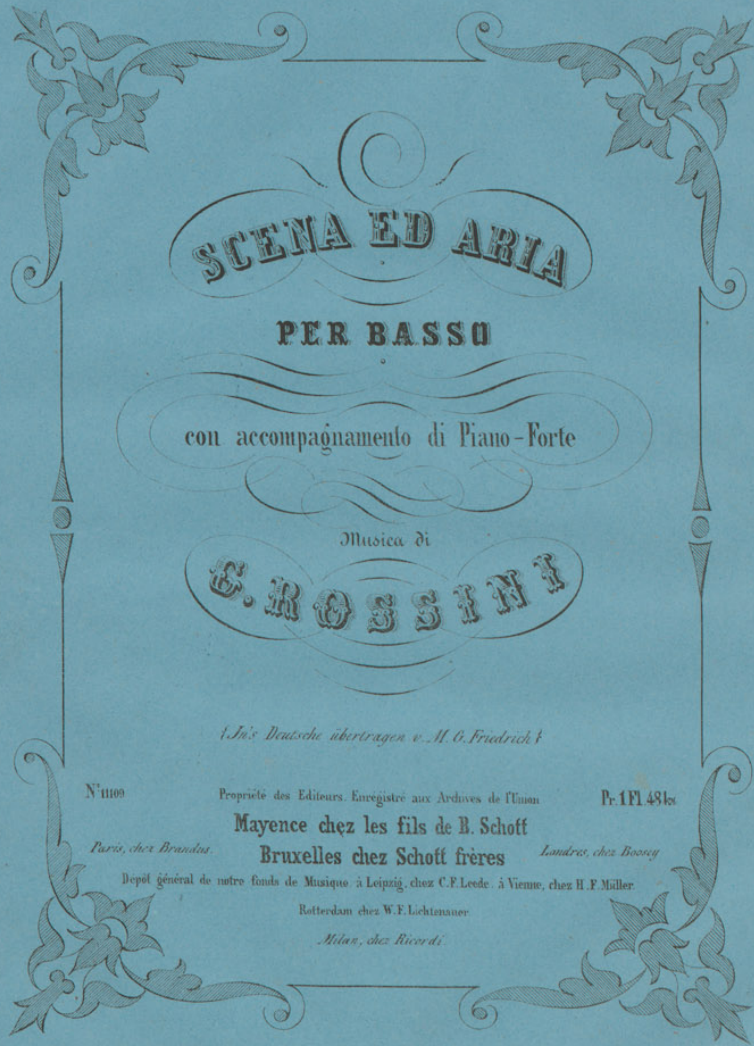 SCENA ED ARIA
PER BASSO
con accompagnamento di Piano-Forte
Musica di
G. ROSSINI
(In's Deutsche übertragen v. M. G. Friedrich)
Nº 11109
Propriété des Editeurs. Enregistré aux Archives de l'Union
Pr. 1 Fl. 48 kr.
Mayence chez les fils de B. Schott
Paris, chez Brandus.
Bruxelles chez Schott frères
Londres, chez Boosey
Depôt général de notre fonds de Musique à Leipzig, chez C.F. Leede. à Vienne, chez H.F. Müller.
Rotterdam chez W.F. Lichtenauer
Milan, chez Ricordi.